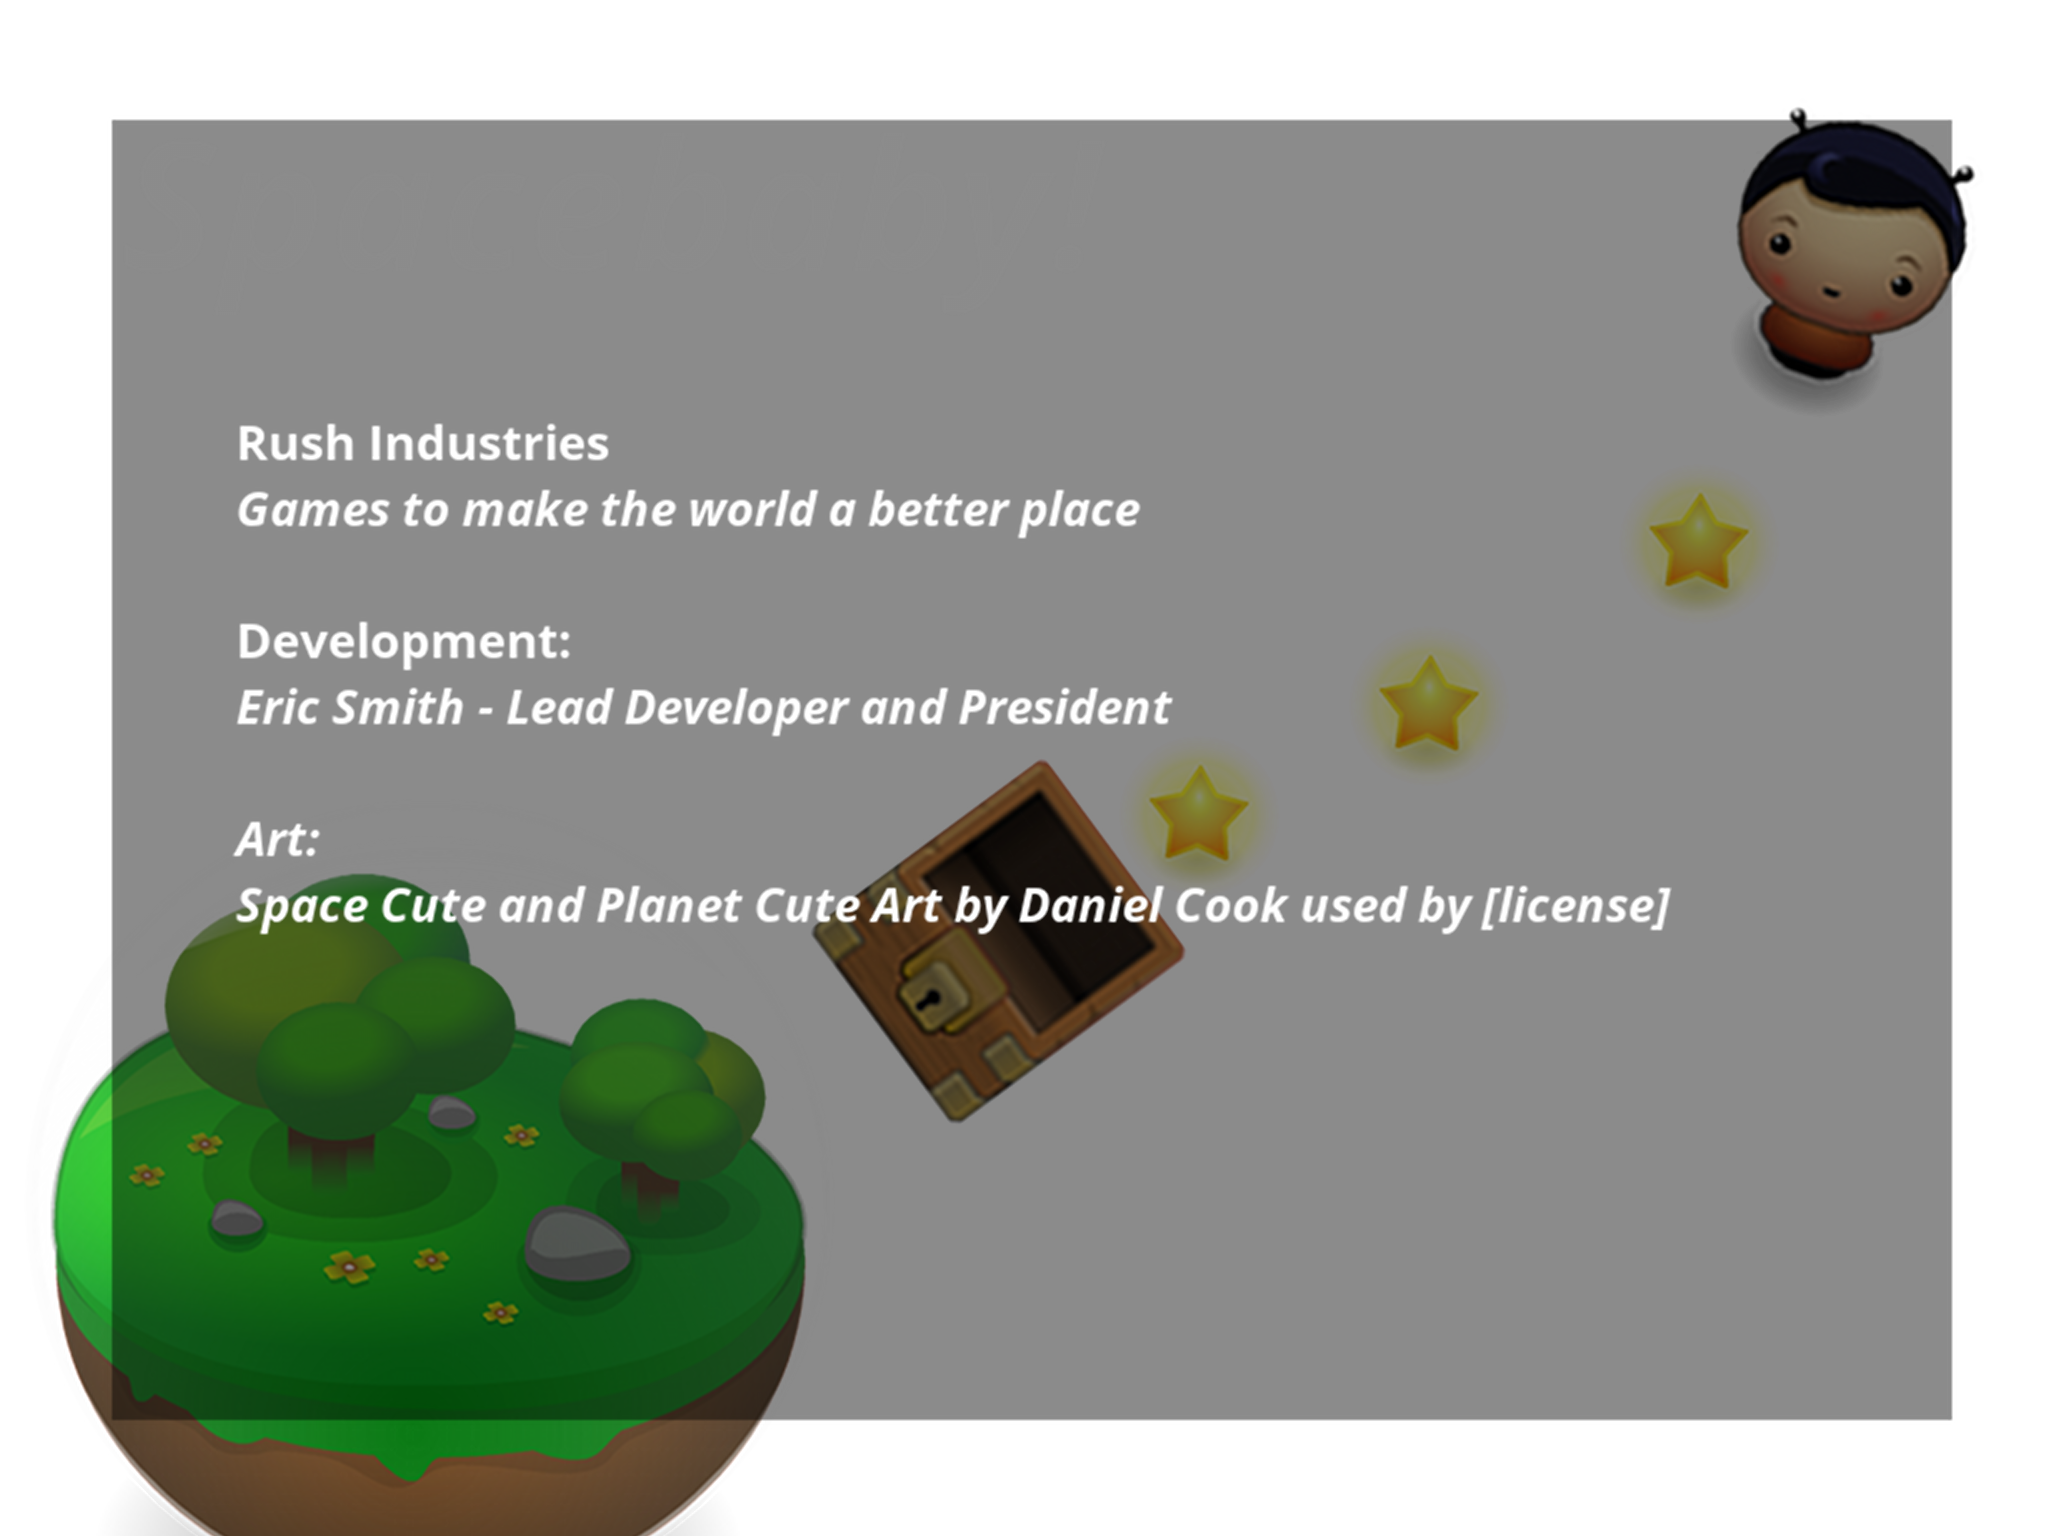 Spacebaby!
Rush Industries
Games to make the world a better place
Development:
Eric Smith - Lead Developer and President
Art:
Space Cute and Planet Cute Art by Daniel Cook used by [license]